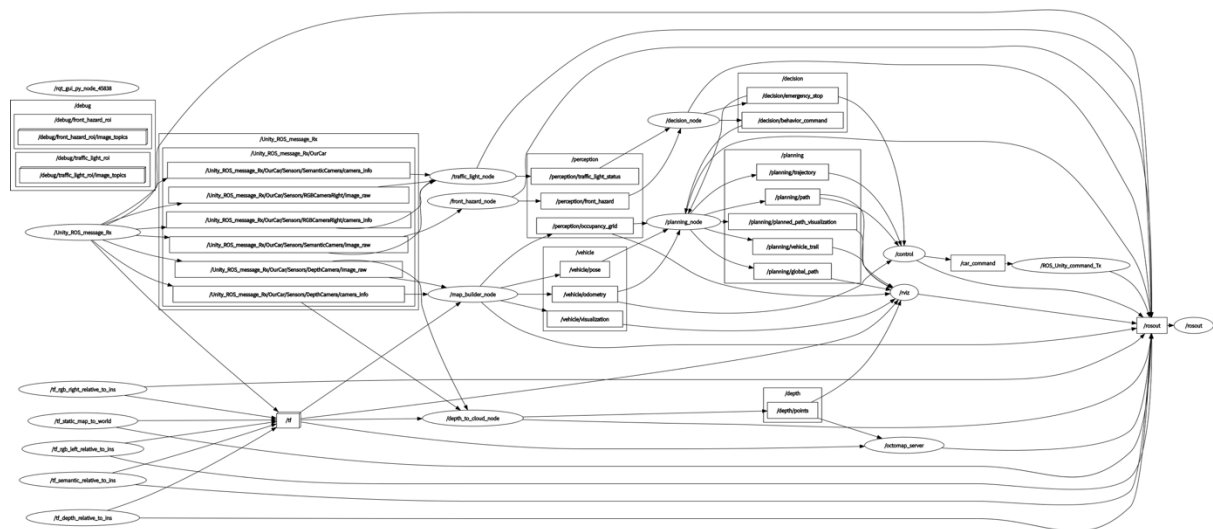 /rqt_gui_py_node_45838
/debug
/debug/front_hazard_roi
/debug/front_hazard_roi/image_topics
/debug/traffic_light_roi
/debug/traffic_light_roi/image_topics
/Unity_ROS_message_Rx
/tf_rgb_right_relative_to_ins
/tf_static_map_to_world
/tf_rgb_left_relative_to_ins
/tf_semantic_relative_to_ins
/tf_depth_relative_to_ins
/Unity_ROS_message_Rx
/Unity_ROS_message_Rx/OurCar
/Unity_ROS_message_Rx/OurCar/Sensors/SemanticCamera/camera_info
/Unity_ROS_message_Rx/OurCar/Sensors/RGBCameraRight/image_raw
/Unity_ROS_message_Rx/OurCar/Sensors/RGBCameraRight/camera_info
/Unity_ROS_message_Rx/OurCar/Sensors/SemanticCamera/image_raw
/Unity_ROS_message_Rx/OurCar/Sensors/DepthCamera/image_raw
/Unity_ROS_message_Rx/OurCar/Sensors/DepthCamera/camera_info
/tf
/traffic_light_node
/front_hazard_node
/map_builder_node
/depth_to_cloud_node
/perception
/perception/traffic_light_status
/perception/front_hazard
/perception/occupancy_grid
/vehicle
/vehicle/pose
/vehicle/odometry
/vehicle/visualization
/decision_node
/planning_node
/decision
/decision/emergency_stop
/decision/behavior_command
/planning
/planning/trajectory
/planning/path
/planning/planned_path_visualization
/planning/vehicle_trail
/planning/global_path
/depth
/depth/points
/control
/rviz
/octomap_server
/car_command
/ROS_Unity_command_Tx
/rosout
/rosout